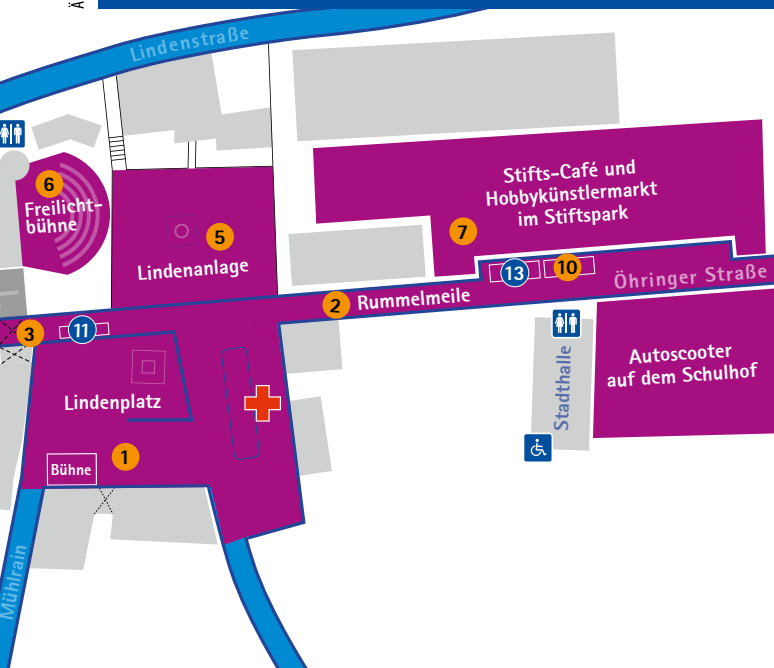 Ä
Lindenstraße
6
Freilicht-
bühne
5
Lindenanlage
Stifts-Café und
Hobbykünstlermarkt
im Stiftspark
7
13
10
Öhringer Straße
2
Rummelmeile
3
11
Lindenplatz
Stadthalle
Autoscooter
auf dem Schulhof
1
Bühne
Mühlrain